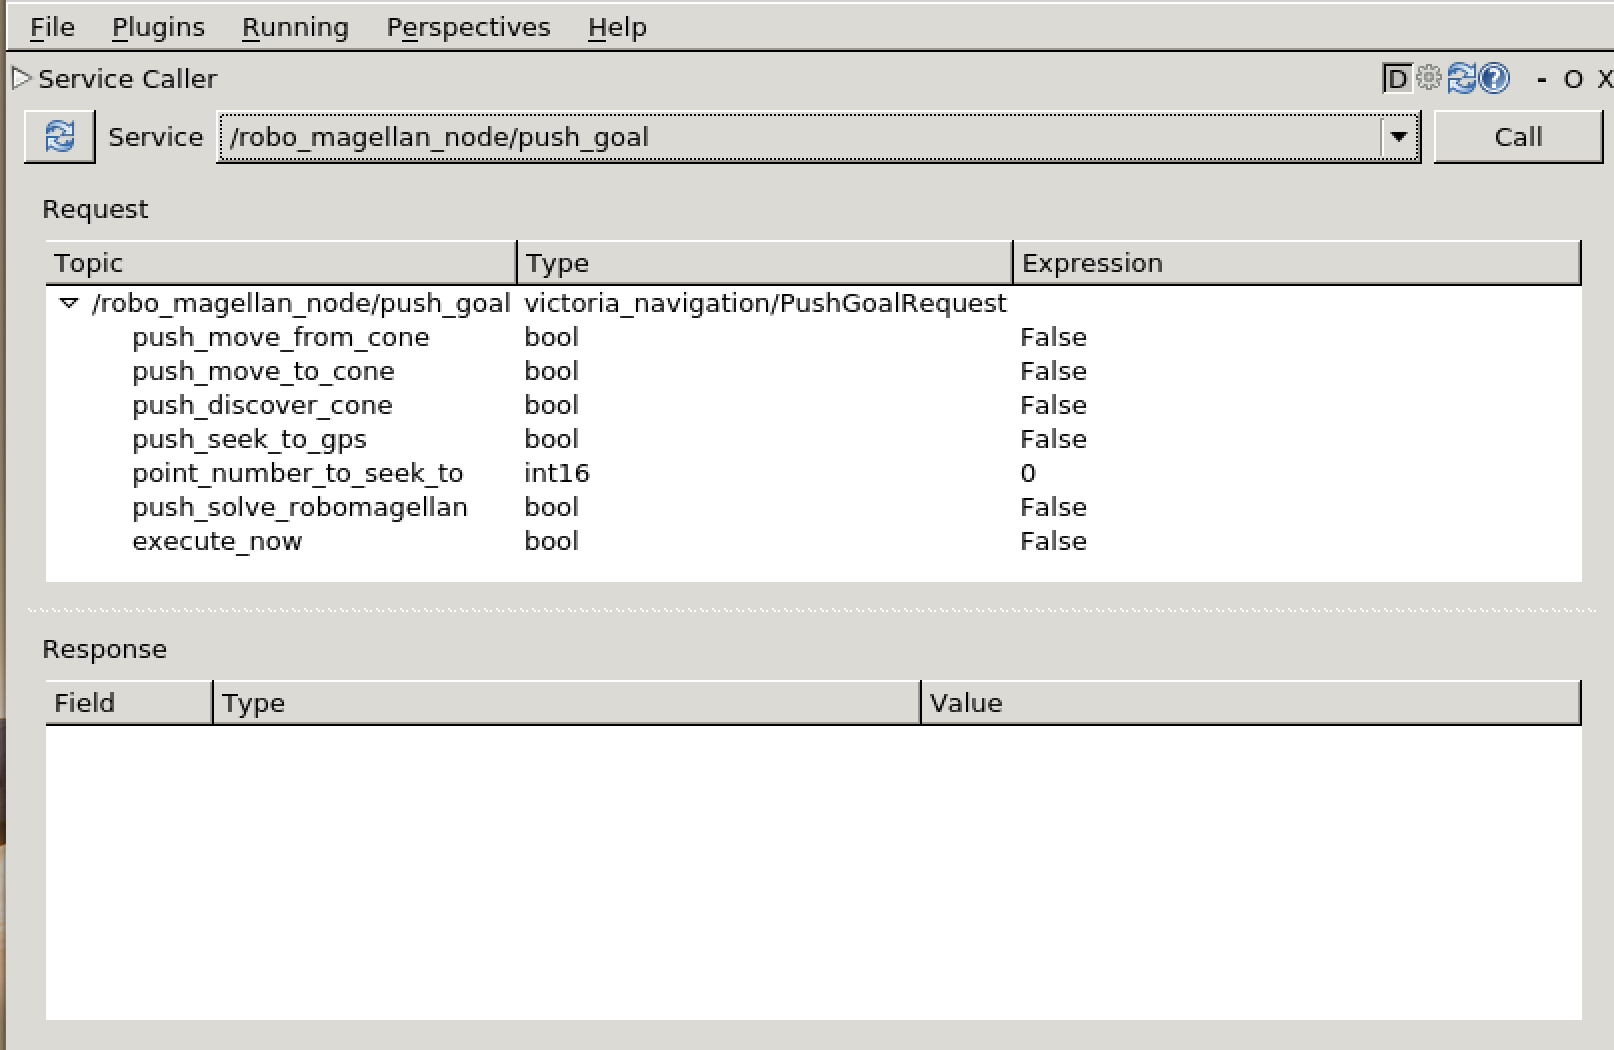 File Plugins Running Perspectives Help
Service Caller D ? - O X
Service /robo_magellan_node/push_goal Call
Request
Topic Type Expression
/robo_magellan_node/push_goal victoria_navigation/PushGoalRequest
push_move_from_cone bool False
push_move_to_cone bool False
push_discover_cone bool False
push_seek_to_gps bool False
point_number_to_seek_to int16 0
push_solve_robomagellan bool False
execute_now bool False
Response
Field Type Value